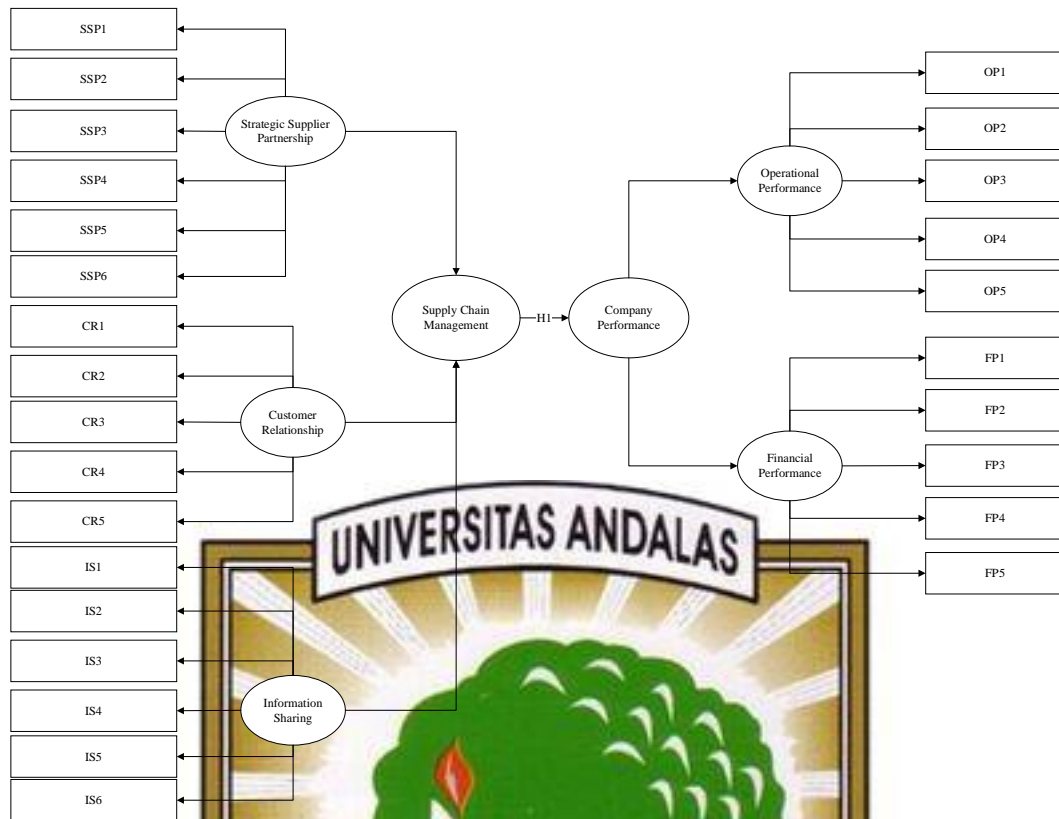 SSP1
SSP2
SSP3
SSP4
SSP5
SSP6
Strategic Supplier
Partnership
CR1
CR2
CR3
CR4
CR5
Customer
Relationship
IS1
IS2
IS3
IS4
IS5
IS6
Information
Sharing
Supply Chain
Management
H1
Company
Performance
Operational
Performance
OP1
OP2
OP3
OP4
OP5
Financial
Performance
FP1
FP2
FP3
FP4
FP5
UNIVERSITAS ANDALAS